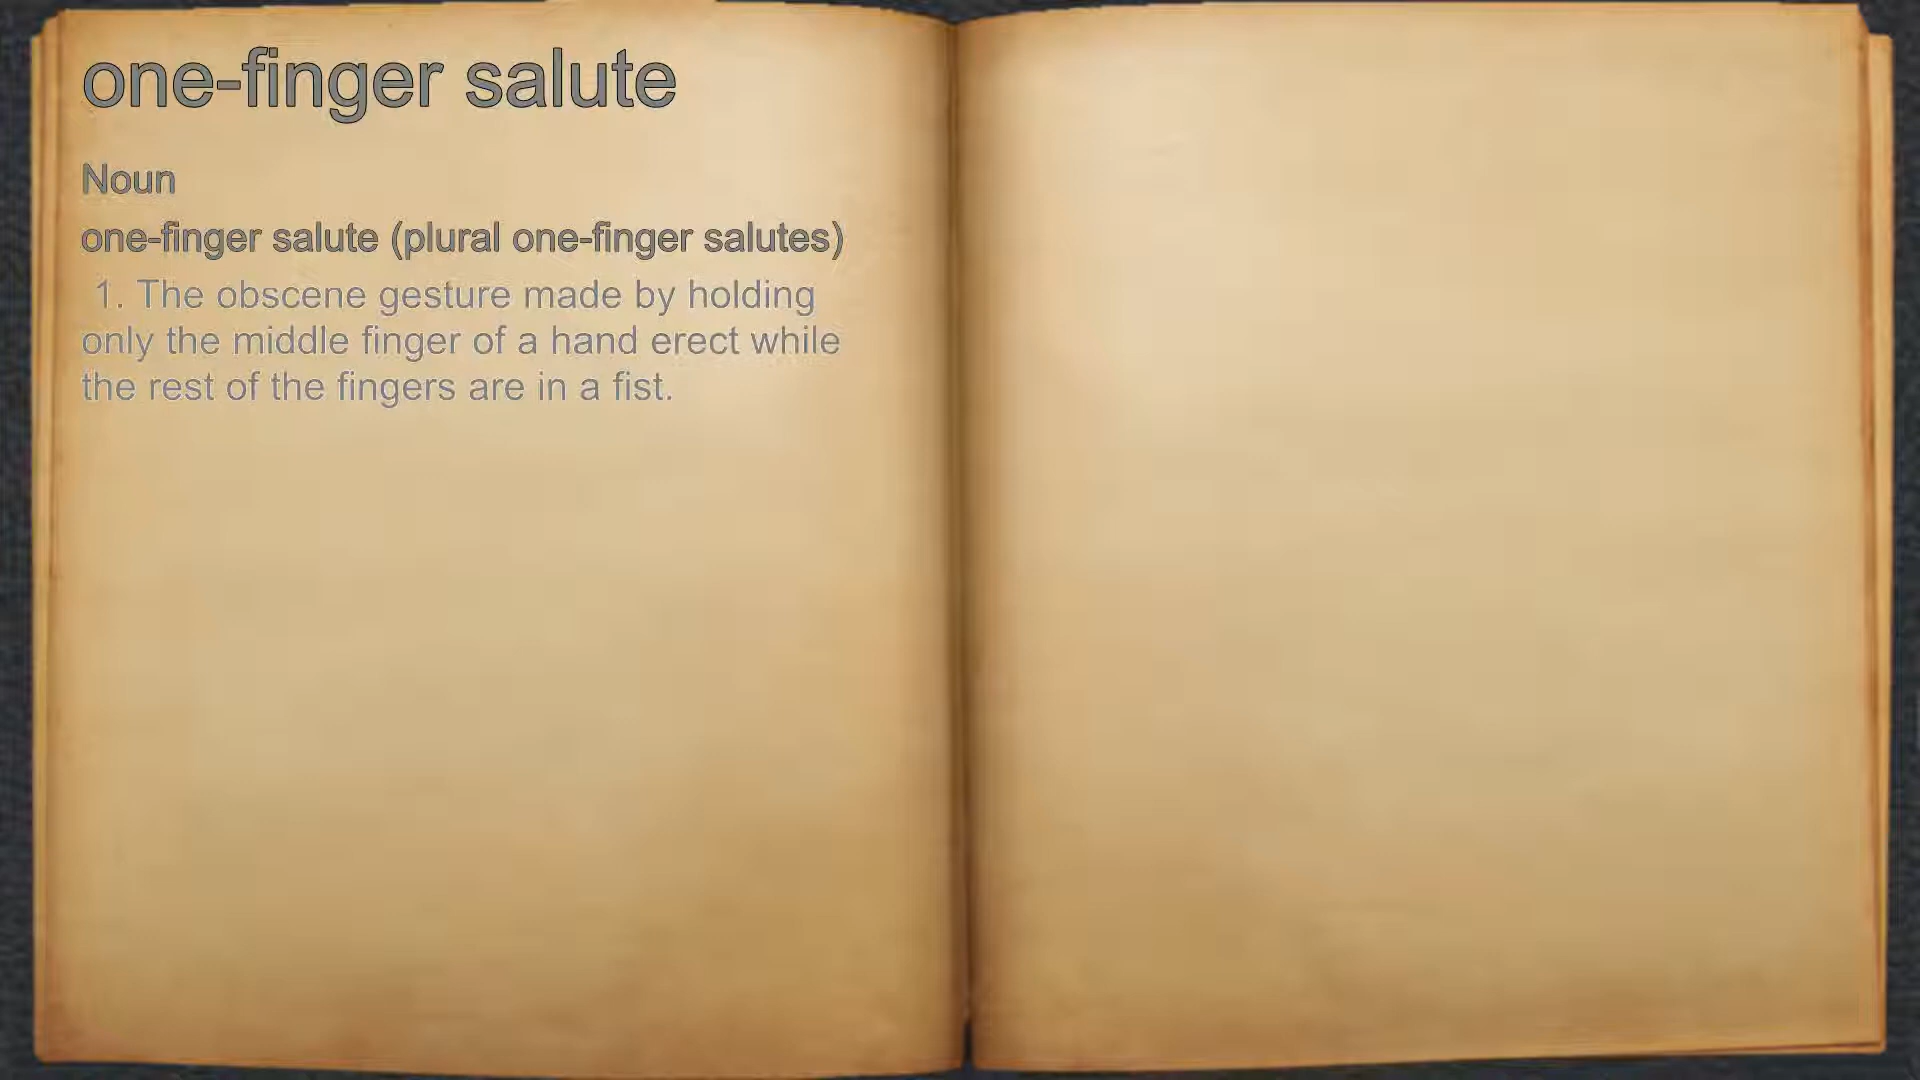 one-finger salute
Noun
one-finger salute (plural one-finger salutes)
1. The obscene gesture made by holding
only the middle finger of a hand erect while
the rest of the fingers are in a fist.